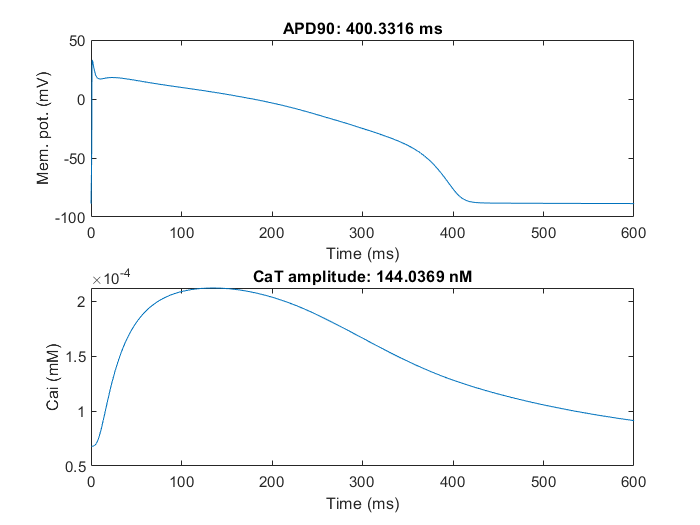 APD90: 400.3316 ms
50
0
-50
-100
Mem. pot. (mV)
0 100 200 300 400 500 600
Time (ms)
×10-4
CaT amplitude: 144.0369 nM
2
1.5
1
0.5
Cai (mM)
0 100 200 300 400 500 600
Time (ms)